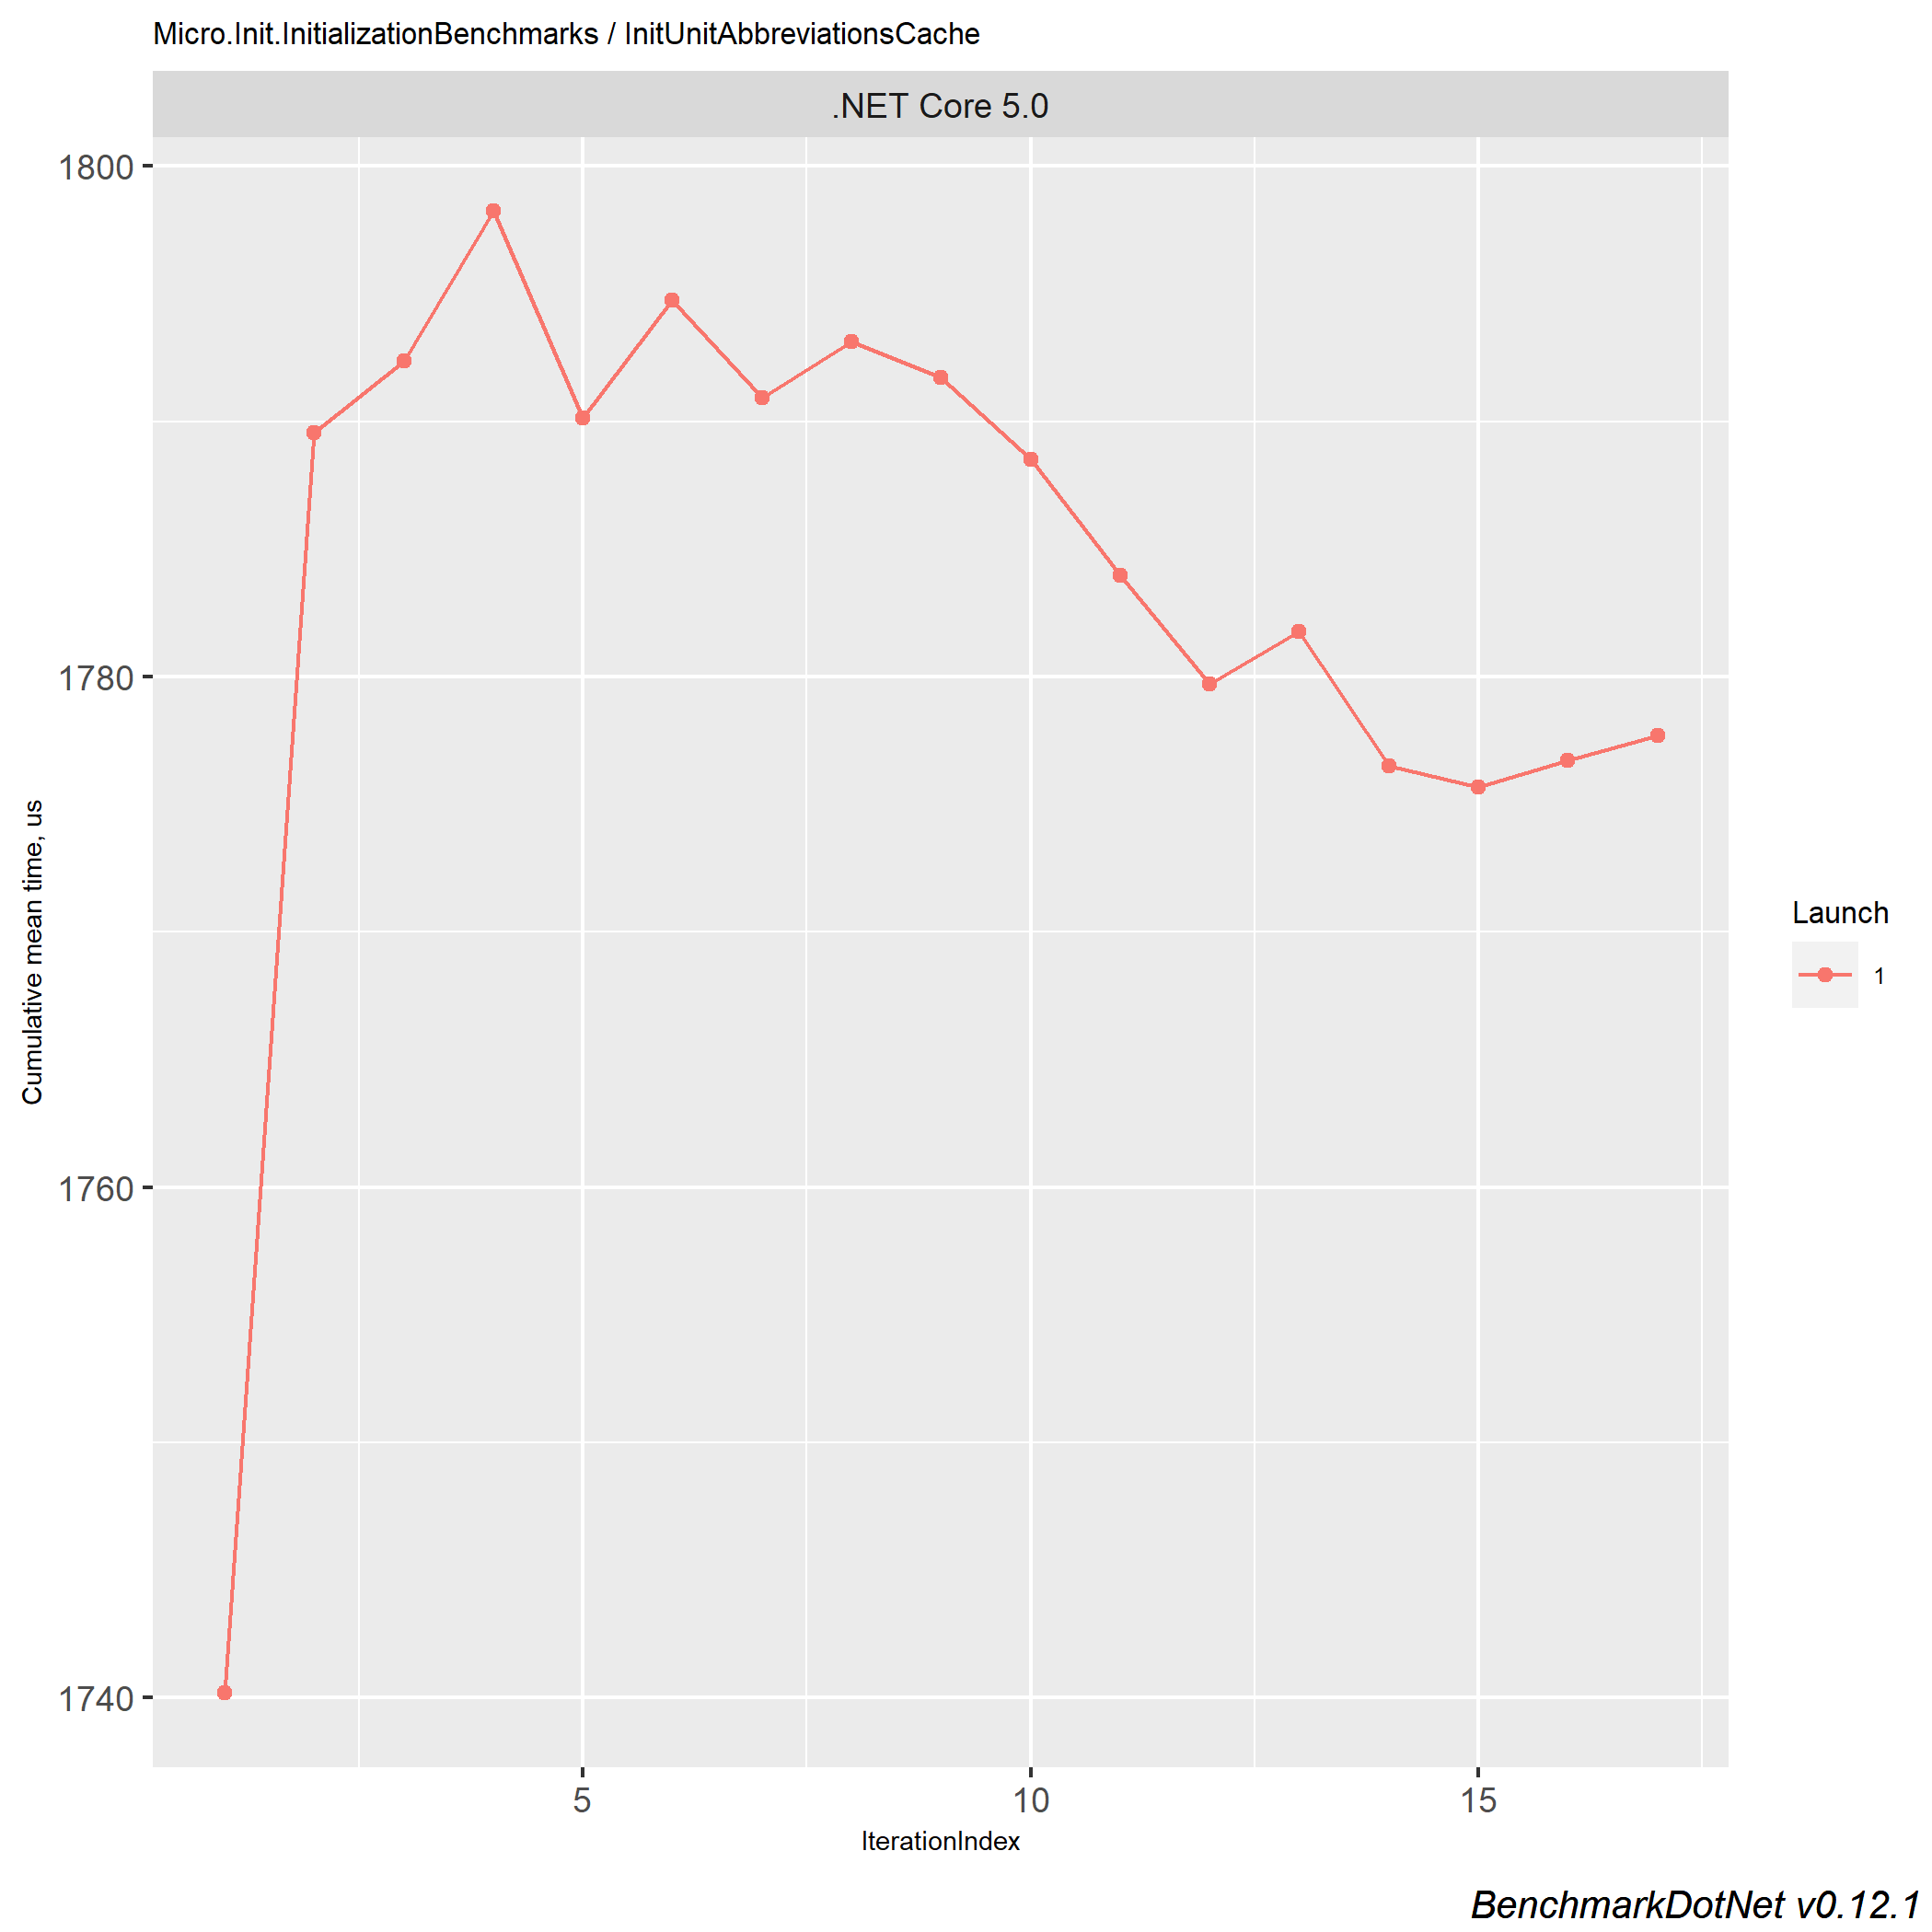 Micro.Init.InitializationBenchmarks / InitUnitAbbreviationsCache
.NET Core 5.0
1800
1780
1760
1740
Cumulative mean time, us
5 10 15
IterationIndex
Launch
1
BenchmarkDotNet v0.12.1